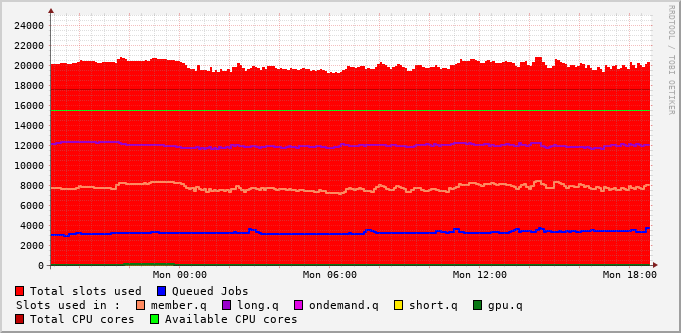 24000
22000
20000
18000
16000
14000
12000
10000
8000
6000
4000
2000
0
Mon 00:00 Mon 06:00 Mon 12:00 Mon 18:00
Total slots used Queued Jobs
Slots used in : member.q long.q ondemand.q short.q gpu.q
Total CPU cores Available CPU cores
RRDTOOL / TOBI OETIKER